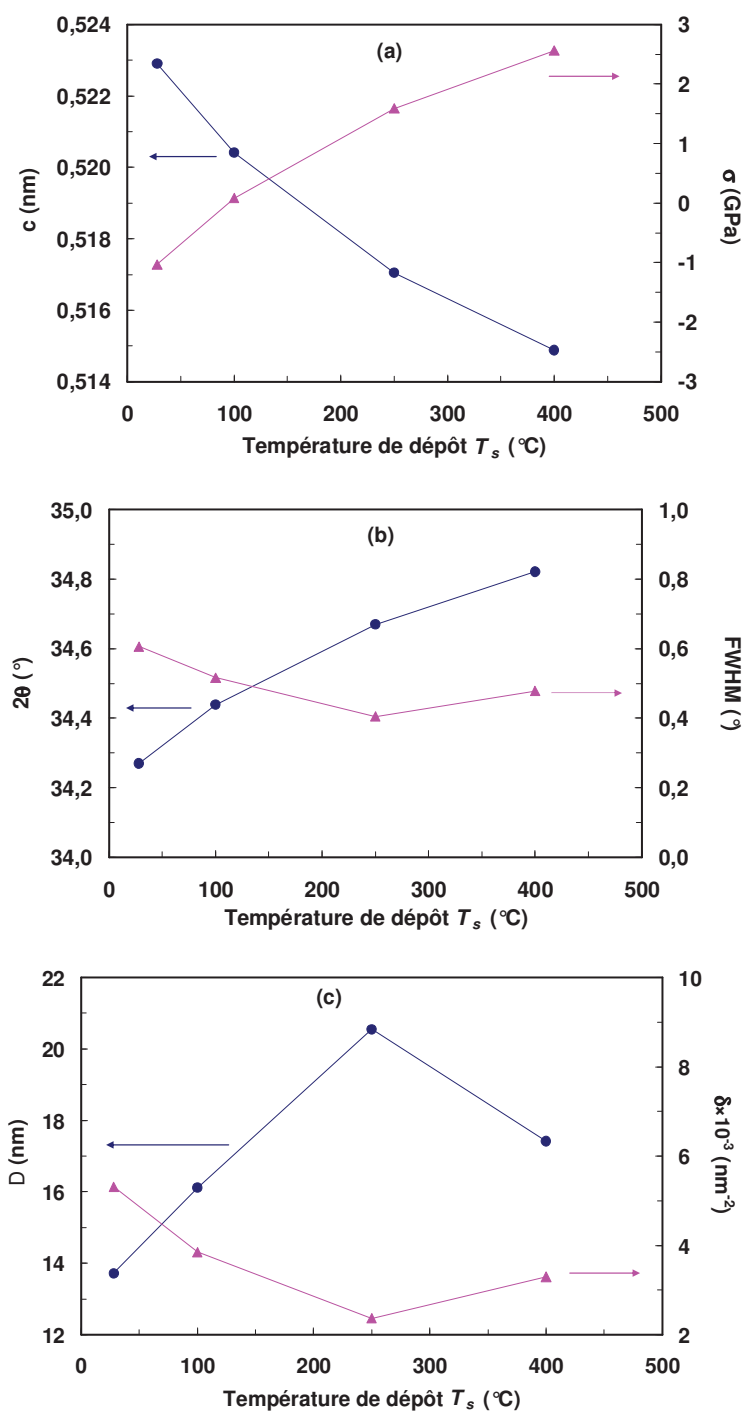 (a)
0,524
0,522
0,520
0,518
0,516
0,514
c (nm)
3
2
1
0
-1
-2
-3
σ (GPa)
0 100 200 300 400 500
Température de dépôt T s (°C)
(b)
35,0
34,8
34,6
34,4
34,2
34,0
2θ (°)
1,0
0,8
0,6
0,4
0,2
0,0
FWHM (°)
0 100 200 300 400 500
Température de dépôt T s (°C)
(c)
22
20
18
16
14
12
D (nm)
10
8
6
4
2
δ×10⁻³ (nm⁻²)
0 100 200 300 400 500
Température de dépôt T s (°C)